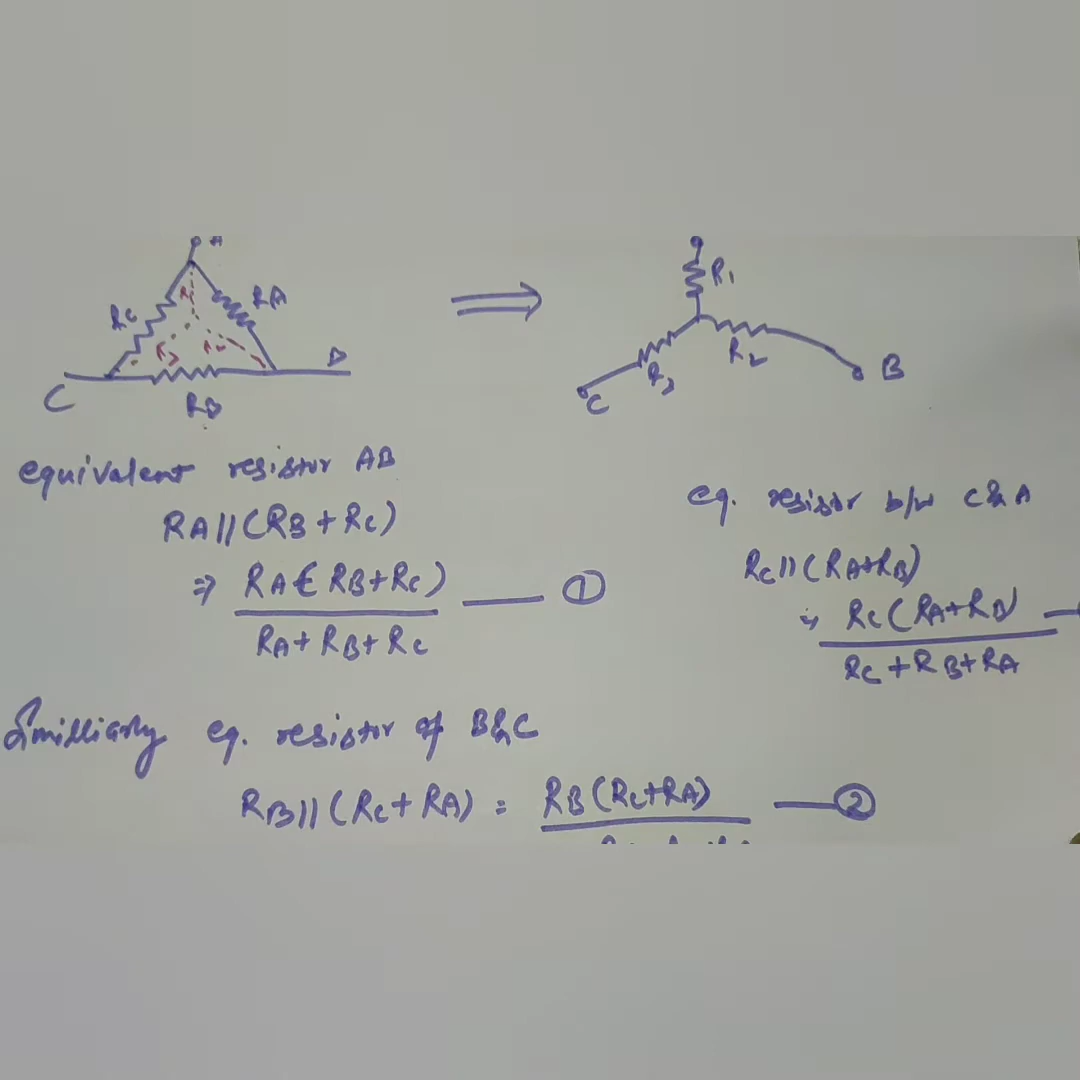 A
RC RA
R1
C RB B
R1
R2 B
R3
C
equivalent resistor AB
RA||(RB+RC)
⇒ RA(RB+RC) / RA+RB+RC —— ①
eq. resistor b/w C&A
RC||(RA+RB)
⇒ RC(RA+RB) / RC+RB+RA —
Similliarly eq. resistor of B&C
RB||(RC+RA) = RB(RC+RA) —— ②